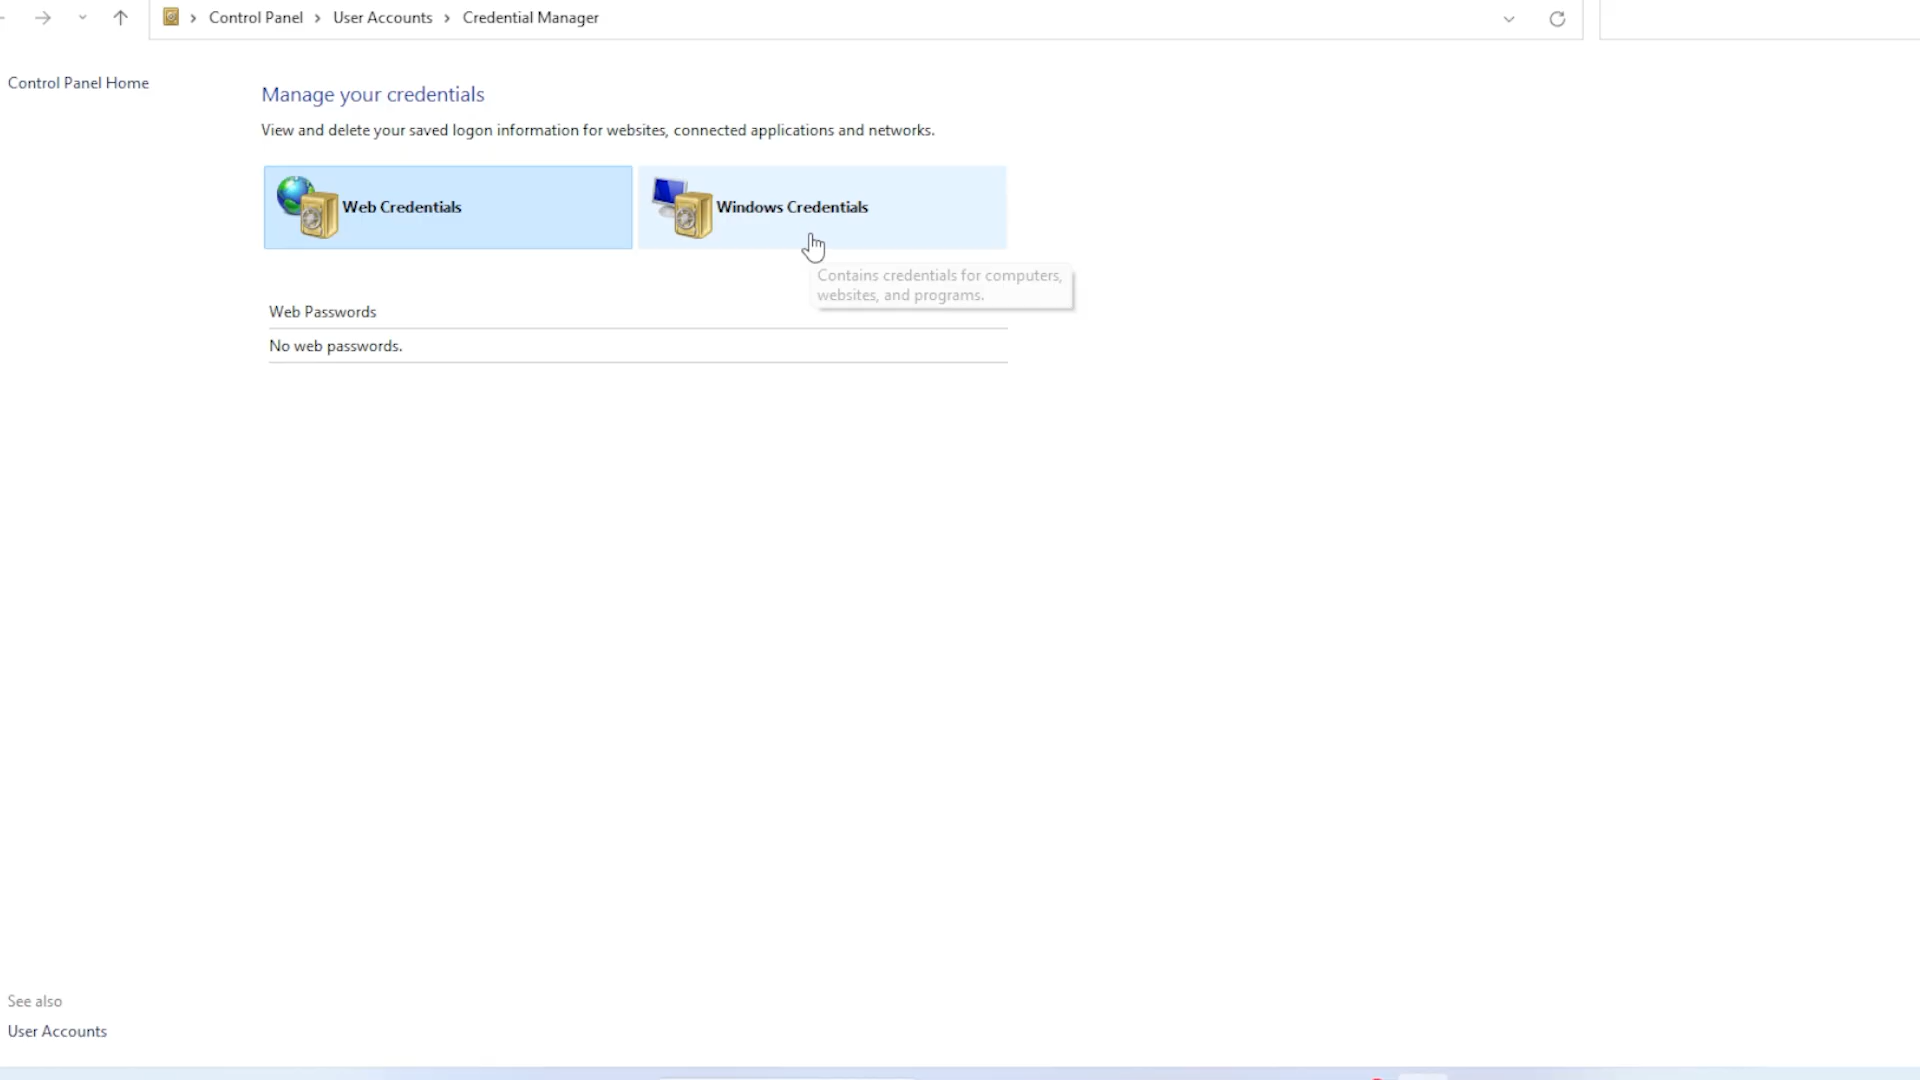 Control Panel > User Accounts > Credential Manager
Control Panel Home
Manage your credentials
View and delete your saved logon information for websites, connected applications and networks.
Web Credentials
Windows Credentials
Contains credentials for computers,
websites, and programs.
Web Passwords
No web passwords.
See also
User Accounts